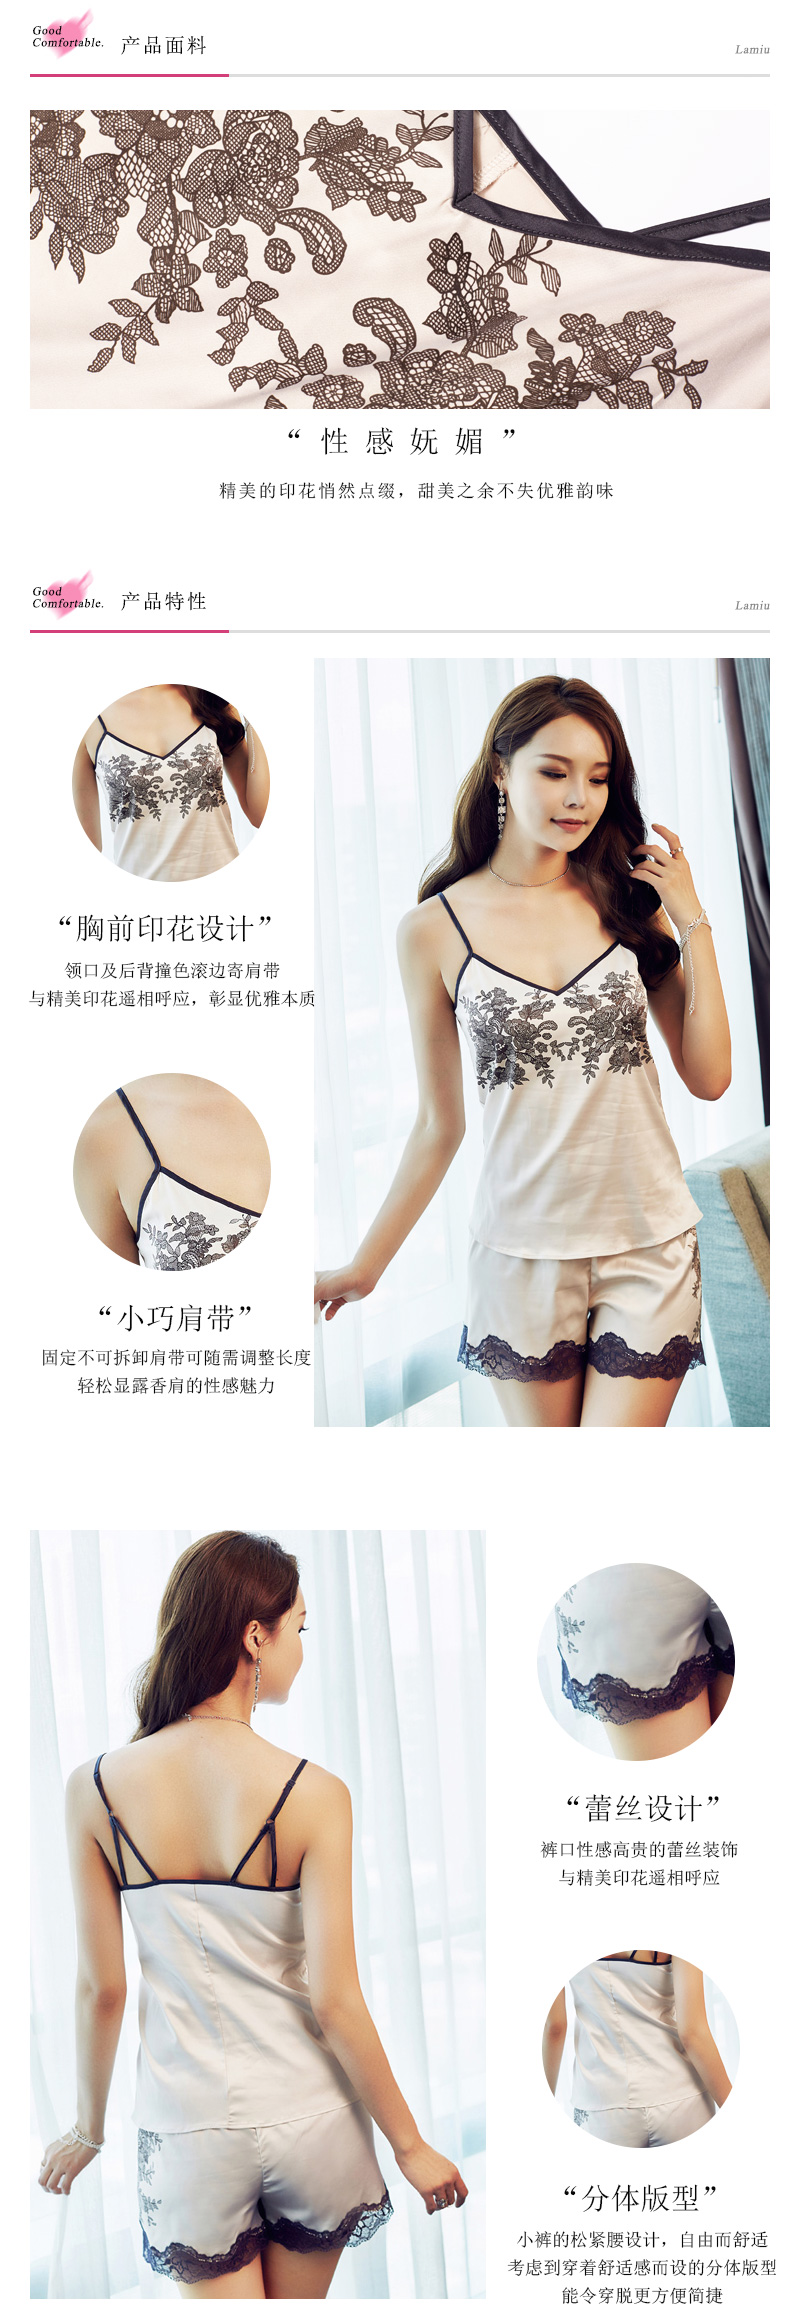 Good
Comfortable.
产品面料
Lamiu
“性感妩媚”
精美的印花悄然点缀，甜美之余不失优雅韵味
Good
Comfortable.
产品特性
Lamiu
“胸前印花设计”
领口及后背撞色滚边寄肩带
与精美印花遥相呼应，彰显优雅本质
“小巧肩带”
固定不可拆卸肩带可随需调整长度
轻松显露香肩的性感魅力
“蕾丝设计”
裤口性感高贵的蕾丝装饰
与精美印花遥相呼应
“分体版型”
小裤的松紧腰设计，自由而舒适
考虑到穿着舒适感而设的分体版型
能令穿脱更方便简捷